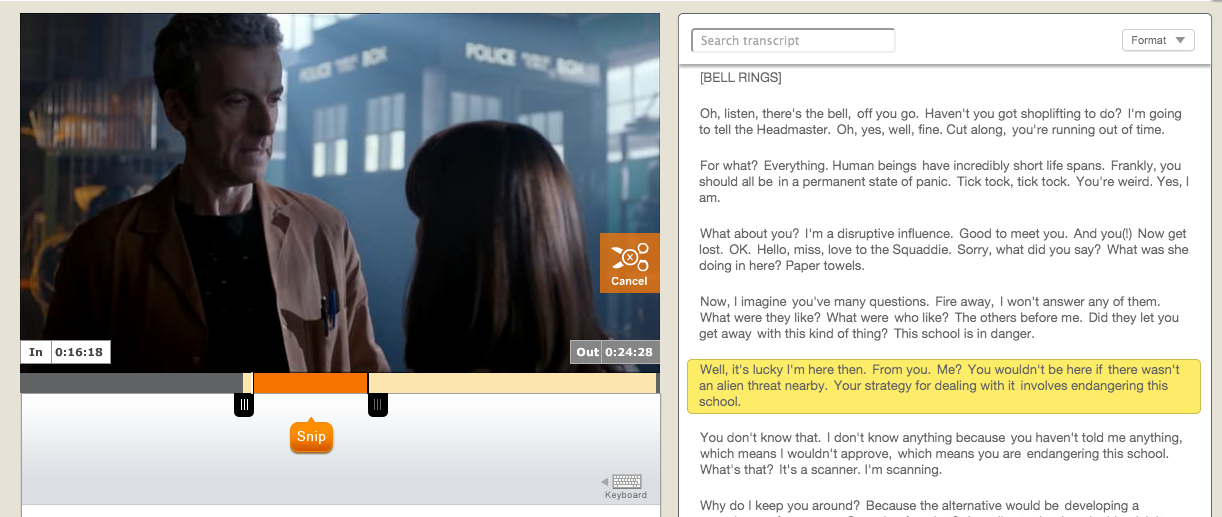 POLICE BOX
POLICE BOX
Cancel
In 0:16:18
Out 0:24:28
Snip
Keyboard
Search transcript
Format
[BELL RINGS]
Oh, listen, there's the bell, off you go. Haven't you got shoplifting to do? I'm going
to tell the Headmaster. Oh, yes, well, fine. Cut along, you're running out of time.
For what? Everything. Human beings have incredibly short life spans. Frankly, you
should all be in a permanent state of panic. Tick tock, tick tock. You're weird. Yes, I
am.
What about you? I'm a disruptive influence. Good to meet you. And you(!) Now get
lost. OK. Hello, miss, love to the Squaddie. Sorry, what did you say? What was she
doing in here? Paper towels.
Now, I imagine you've many questions. Fire away, I won't answer any of them.
What were they like? What were who like? The others before me. Did they let you
get away with this kind of thing? This school is in danger.
Well, it's lucky I'm here then. From you. Me? You wouldn't be here if there wasn't
an alien threat nearby. Your strategy for dealing with it involves endangering this
school.
You don't know that. I don't know anything because you haven't told me anything,
which means I wouldn't approve, which means you are endangering this school.
What's that? It's a scanner. I'm scanning.
Why do I keep you around? Because the alternative would be developing a